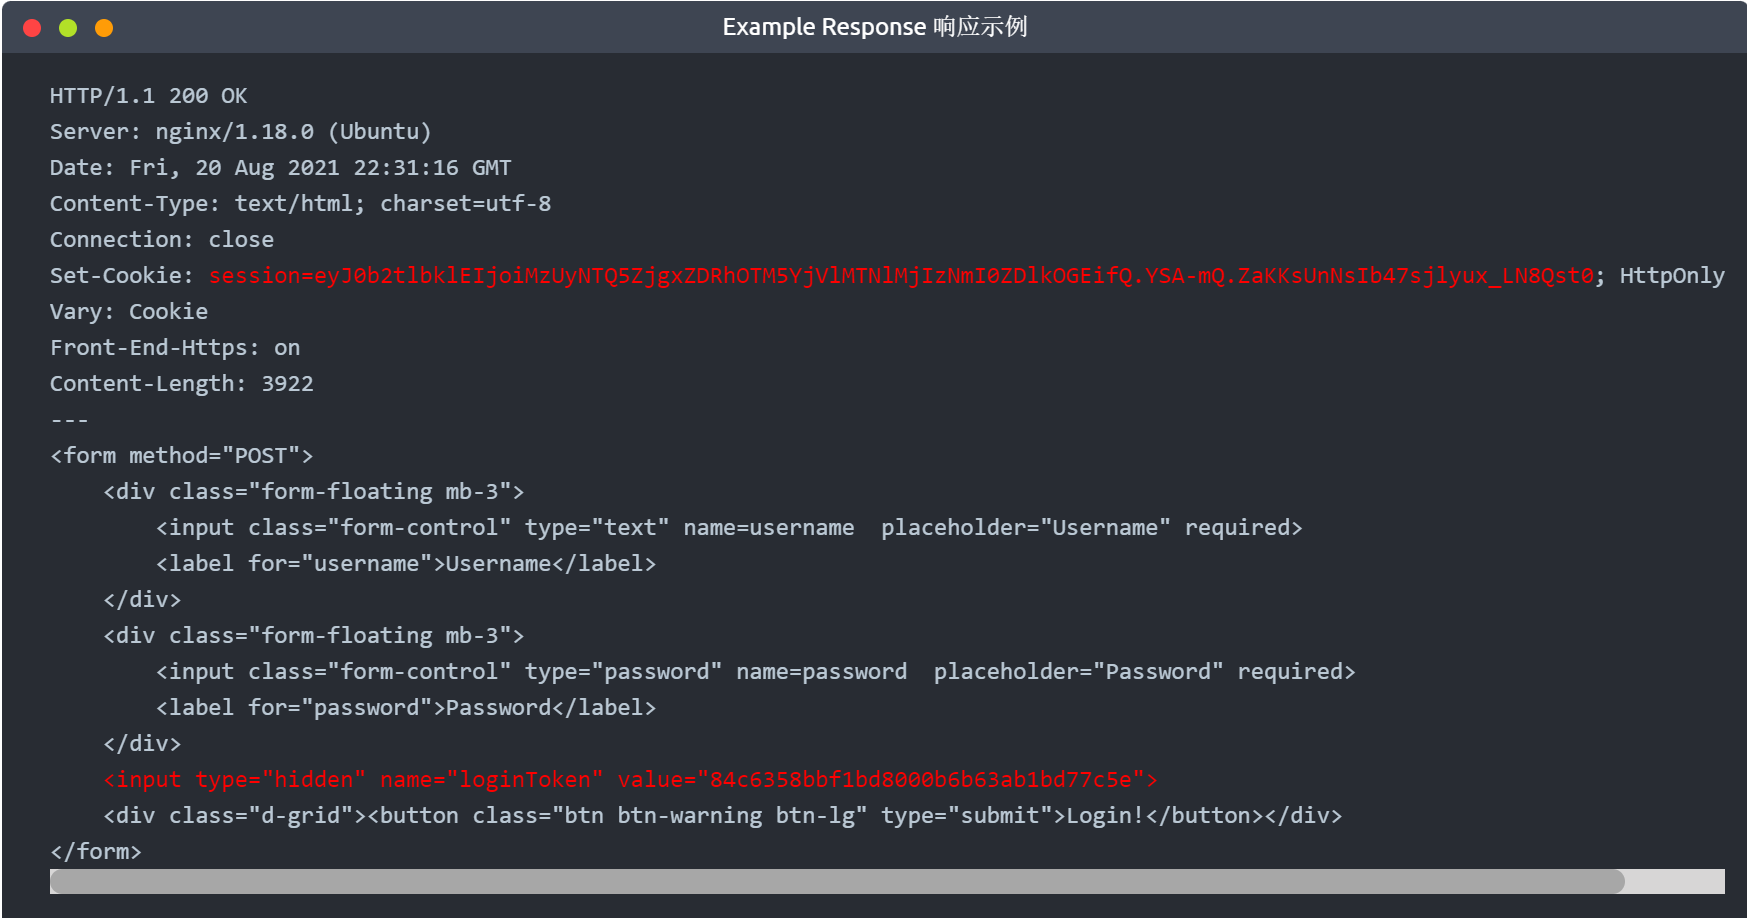 Example Response 响应示例
HTTP/1.1 200 OK
Server: nginx/1.18.0 (Ubuntu)
Date: Fri, 20 Aug 2021 22:31:16 GMT
Content-Type: text/html; charset=utf-8
Connection: close
Set-Cookie: session=eyJ0b2tlbklEIjoiMzUyNTQ5ZjgxZDRhOTM5YjVlMTNlMjIzNmI0ZDlkOGEifQ.YSA-mQ.ZaKKsUnNsIb47sjlyux_LN8Qst0; HttpOnly
Vary: Cookie
Front-End-Https: on
Content-Length: 3922
---
<form method="POST">
    <div class="form-floating mb-3">
        <input class="form-control" type="text" name=username  placeholder="Username" required>
        <label for="username">Username</label>
    </div>
    <div class="form-floating mb-3">
        <input class="form-control" type="password" name=password  placeholder="Password" required>
        <label for="password">Password</label>
    </div>
    <input type="hidden" name="loginToken" value="84c6358bbf1bd8000b6b63ab1bd77c5e">
    <div class="d-grid"><button class="btn btn-warning btn-lg" type="submit">Login!</button></div>
</form>